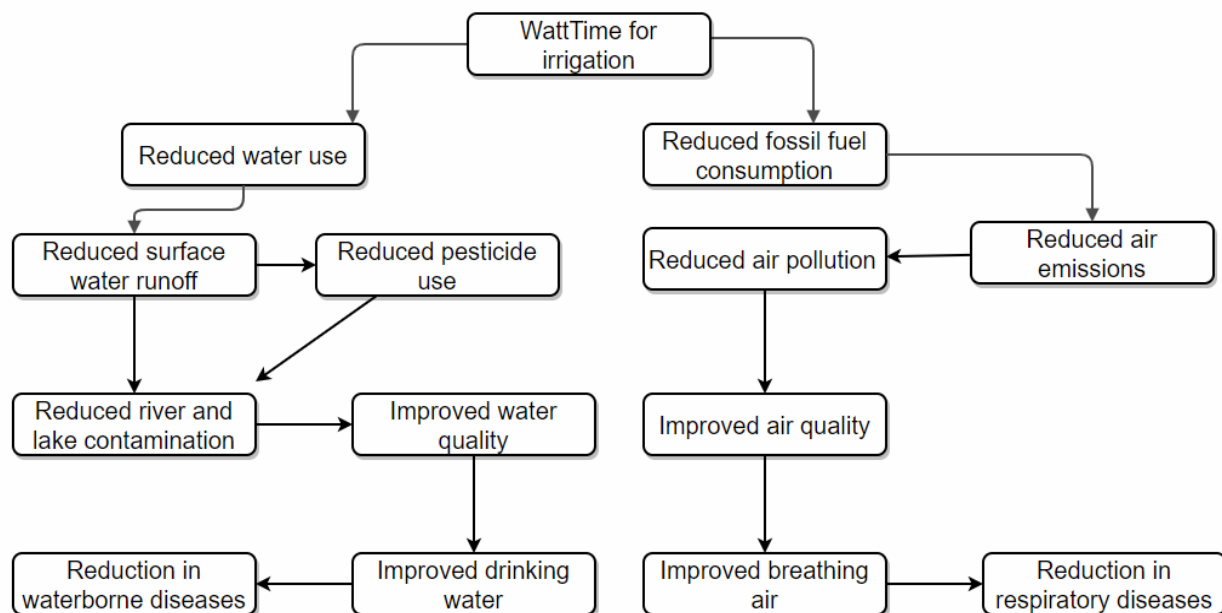 WattTime for
irrigation
Reduced water use
Reduced fossil fuel
consumption
Reduced surface
water runoff
Reduced pesticide
use
Reduced air pollution
Reduced air
emissions
Reduced river and
lake contamination
Improved water
quality
Improved air quality
Reduction in
waterborne diseases
Improved drinking
water
Improved breathing
air
Reduction in
respiratory diseases